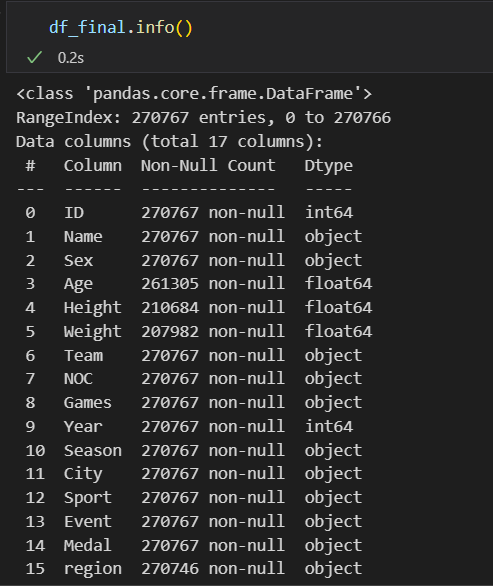 df_final.info()
0.2s
<class 'pandas.core.frame.DataFrame'>
RangeIndex: 270767 entries, 0 to 270766
Data columns (total 17 columns):
 #   Column  Non-Null Count   Dtype
---  ------  --------------   -----
 0   ID      270767 non-null  int64
 1   Name    270767 non-null  object
 2   Sex     270767 non-null  object
 3   Age     261305 non-null  float64
 4   Height  210684 non-null  float64
 5   Weight  207982 non-null  float64
 6   Team    270767 non-null  object
 7   NOC     270767 non-null  object
 8   Games   270767 non-null  object
 9   Year    270767 non-null  int64
 10  Season  270767 non-null  object
 11  City    270767 non-null  object
 12  Sport   270767 non-null  object
 13  Event   270767 non-null  object
 14  Medal   270767 non-null  object
 15  region  270746 non-null  object